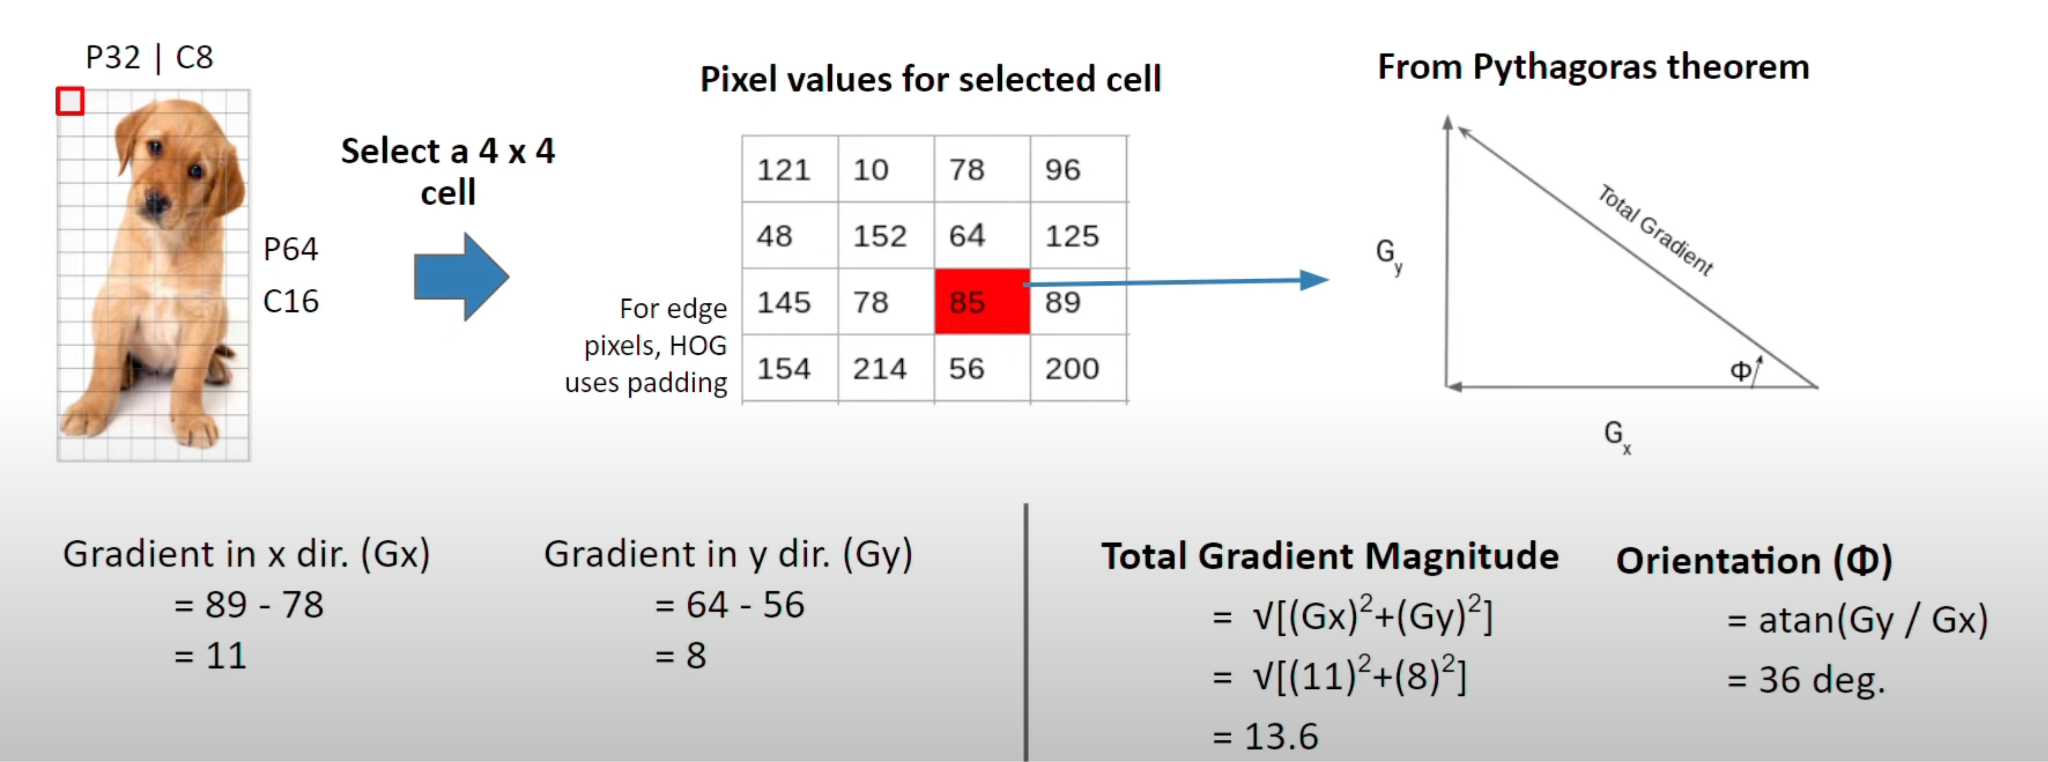 P32 | C8
P64
C16
Select a 4 x 4
cell
For edge
pixels, HOG
uses padding
Pixel values for selected cell
121 10 78 96
48 152 64 125
145 78 85 89
154 214 56 200
From Pythagoras theorem
Total Gradient
Gy
Φ
Gx
Gradient in x dir. (Gx)
= 89 - 78
= 11
Gradient in y dir. (Gy)
= 64 - 56
= 8
Total Gradient Magnitude
= √[(Gx)²+(Gy)²]
= √[(11)²+(8)²]
= 13.6
Orientation (Φ)
= atan(Gy / Gx)
= 36 deg.